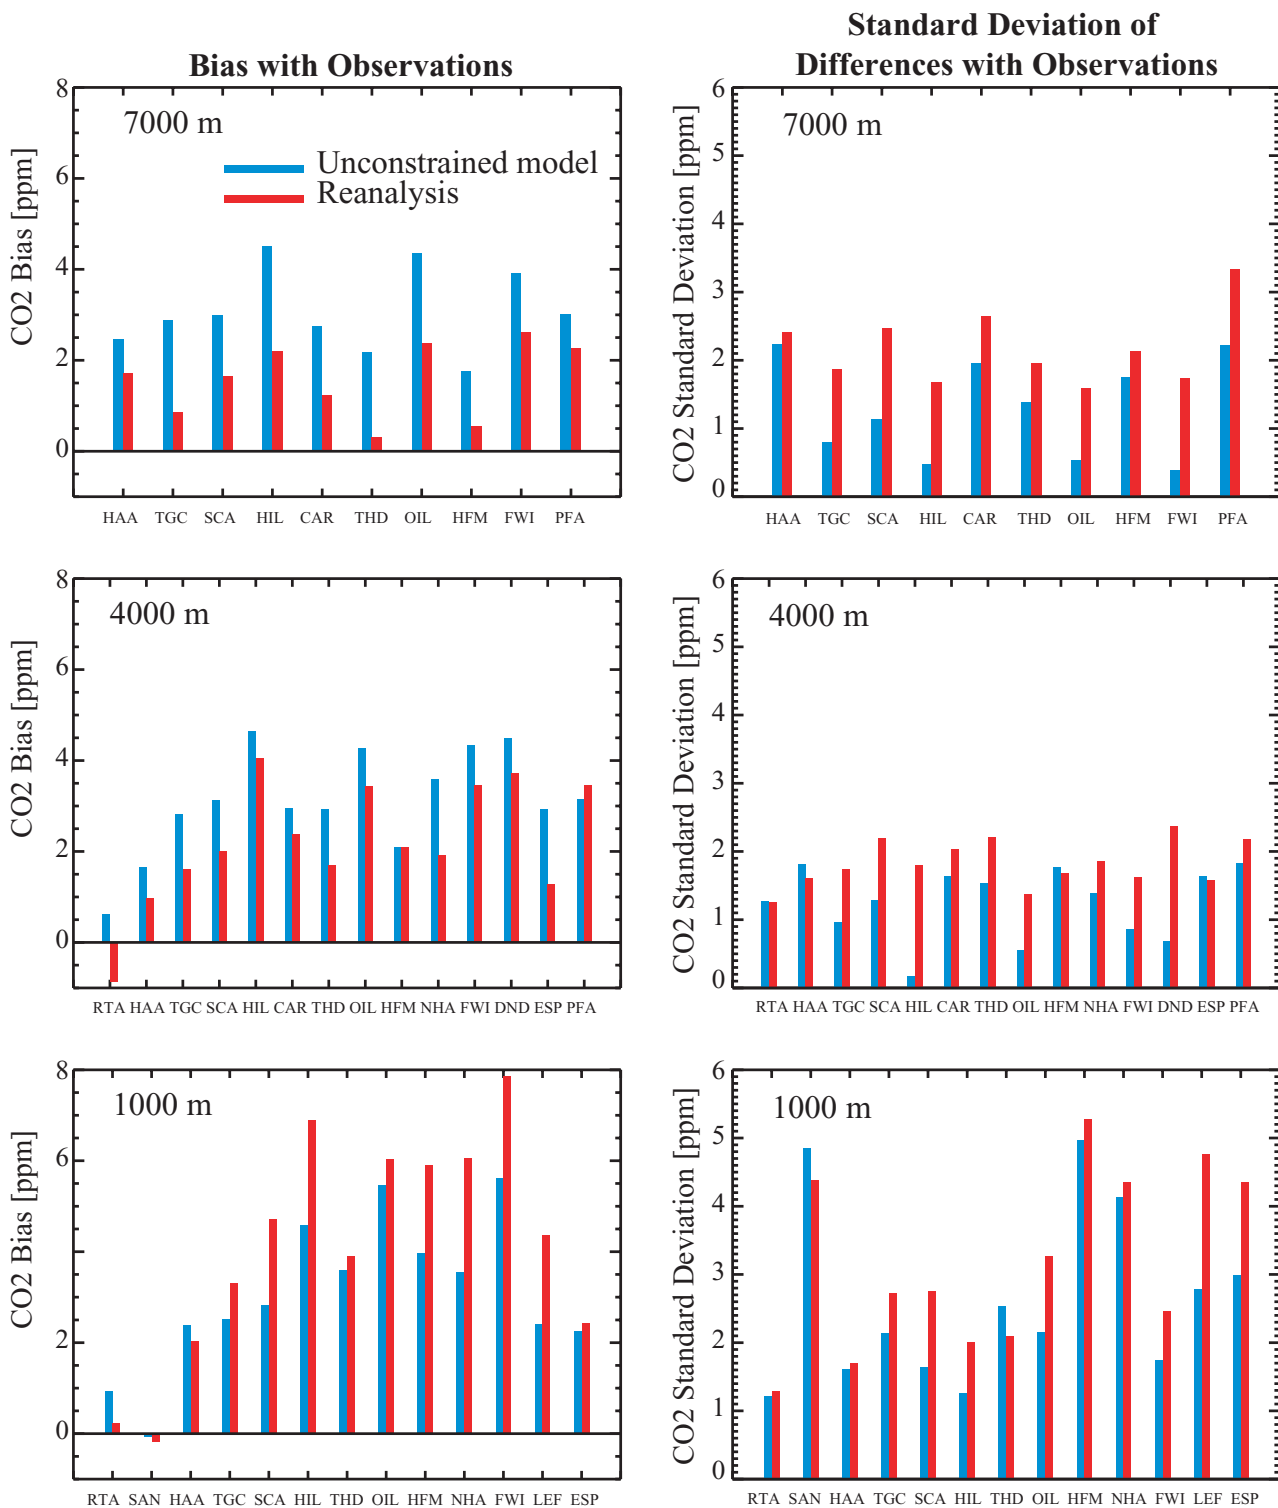 Bias with Observations
Standard Deviation of
Differences with Observations
CO2 Bias [ppm]
8
6
4
2
0
7000 m
Unconstrained model
Reanalysis
HAA TGC SCA HIL CAR THD OIL HFM FWI PFA
CO2 Standard Deviation [ppm]
6
5
4
3
2
1
0
7000 m
HAA TGC SCA HIL CAR THD OIL HFM FWI PFA
CO2 Bias [ppm]
8
6
4
2
0
4000 m
RTA HAA TGC SCA HIL CAR THD OIL HFM NHA FWI DND ESP PFA
CO2 Standard Deviation [ppm]
6
5
4
3
2
1
0
4000 m
RTA HAA TGC SCA HIL CAR THD OIL HFM NHA FWI DND ESP PFA
CO2 Bias [ppm]
8
6
4
2
0
1000 m
RTA SAN HAA TGC SCA HIL THD OIL HFM NHA FWI LEF ESP
CO2 Standard Deviation [ppm]
6
5
4
3
2
1
0
1000 m
RTA SAN HAA TGC SCA HIL THD OIL HFM NHA FWI LEF ESP